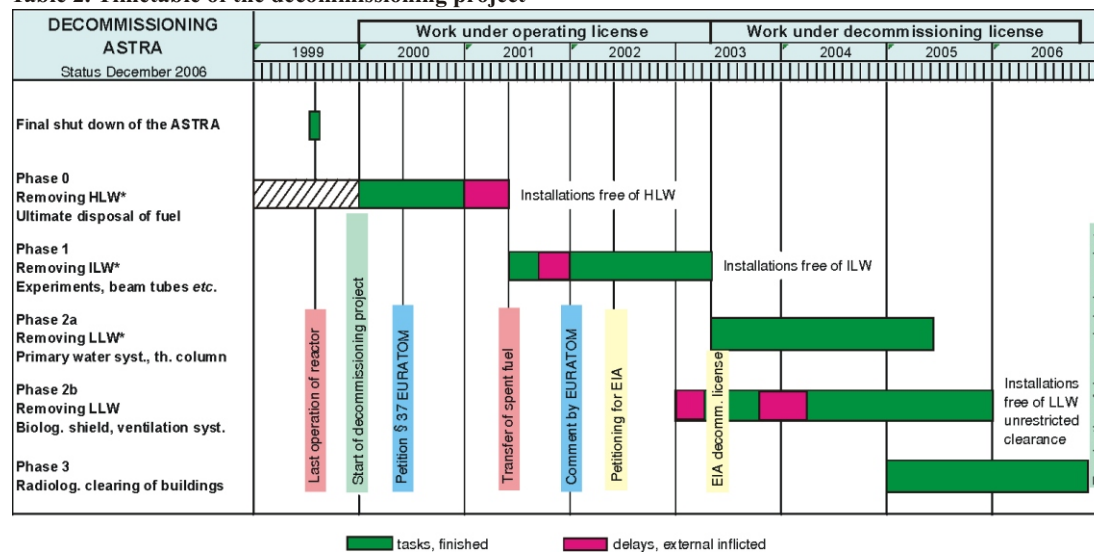 Table 2. Timetable of the decommissioning project
DECOMMISSIONING
ASTRA
Status December 2006
Work under operating license
Work under decommissioning license
1999
2000
2001
2002
2003
2004
2005
2006
Final shut down of the ASTRA
Phase 0
Removing HLW*
Ultimate disposal of fuel
Installations free of HLW
Phase 1
Removing ILW*
Experiments, beam tubes etc.
Installations free of ILW
Phase 2a
Removing LLW*
Primary water syst., th. column
Phase 2b
Removing LLW
Biolog. shield, ventilation syst.
Installations
free of LLW
unrestricted
clearance
Phase 3
Radiolog. clearing of buildings
Last operation of reactor
Start of decommissioning project
Petition § 37 EURATOM
Transfer of spent fuel
Comment by EURATOM
Petitioning for EIA
EIA decomm. license
tasks, finished
delays, external inflicted